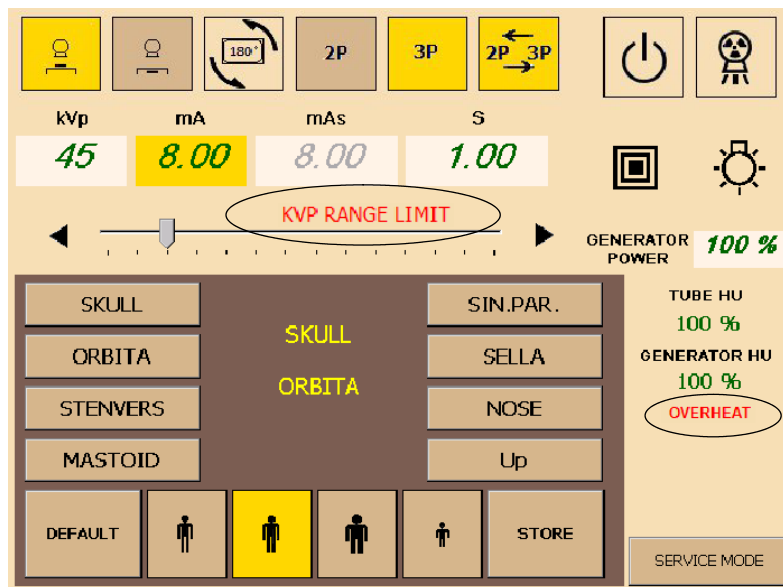 180°
2P
3P
2P 3P
kVp
mA
mAs
S
45
8.00
8.00
1.00
KVP RANGE LIMIT
GENERATOR
POWER
100 %
SKULL
SIN.PAR.
TUBE HU
100 %
SKULL
ORBITA
SELLA
GENERATOR HU
100 %
ORBITA
STENVERS
NOSE
OVERHEAT
MASTOID
Up
DEFAULT
STORE
SERVICE MODE